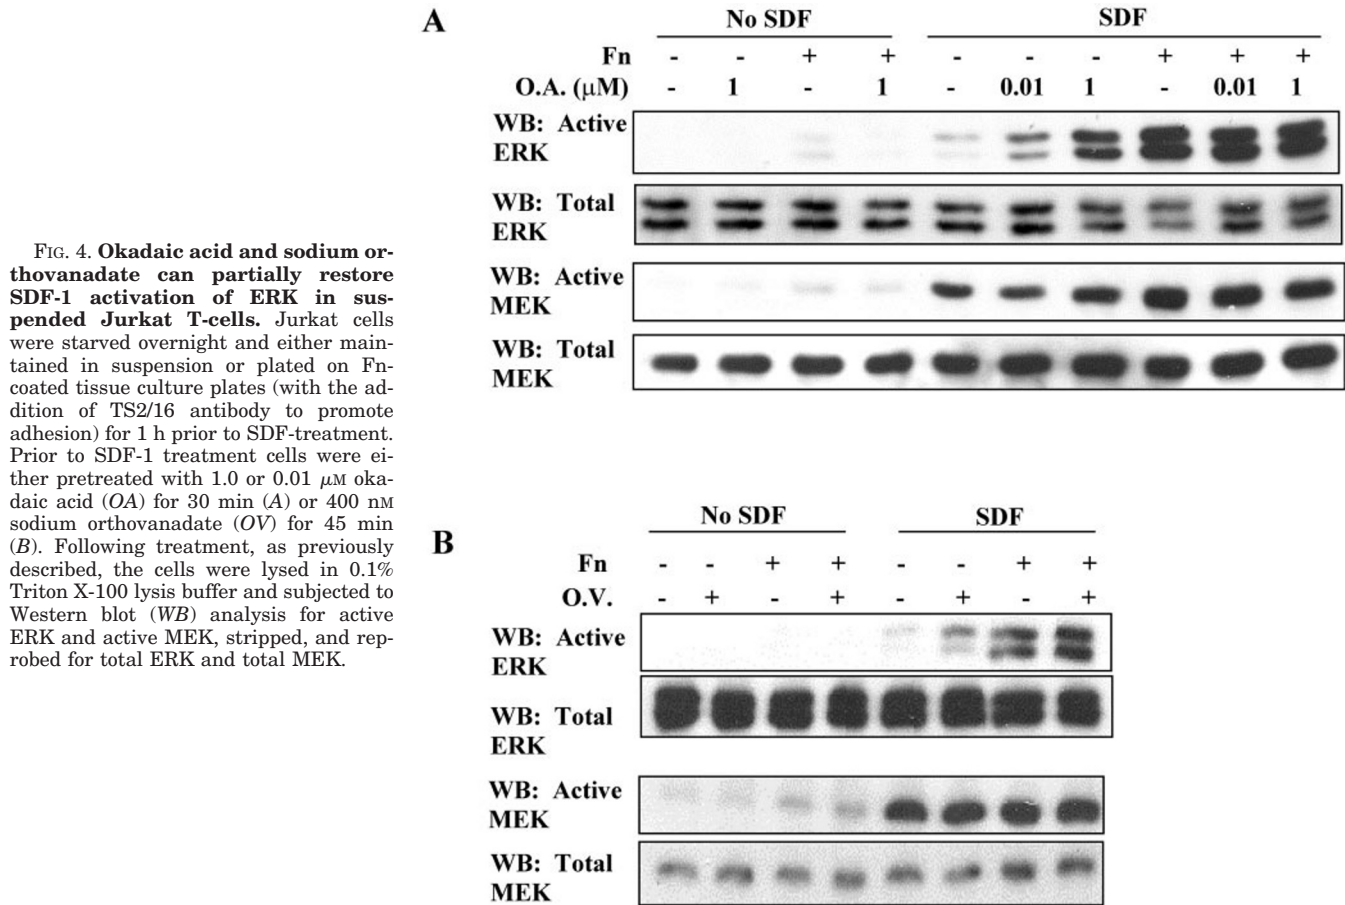 A
No SDF SDF
Fn - - + + - - - + + +
O.A. (μM) - 1 - 1 - 0.01 1 - 0.01 1
WB: Active
ERK
WB: Total
ERK
WB: Active
MEK
WB: Total
MEK
FIG. 4. Okadaic acid and sodium or-
thovanadate can partially restore
SDF-1 activation of ERK in sus-
pended Jurkat T-cells. Jurkat cells
were starved overnight and either main-
tained in suspension or plated on Fn-
coated tissue culture plates (with the ad-
dition of TS2/16 antibody to promote
adhesion) for 1 h prior to SDF-treatment.
Prior to SDF-1 treatment cells were ei-
ther pretreated with 1.0 or 0.01 μM oka-
daic acid (OA) for 30 min (A) or 400 nM
sodium orthovanadate (OV) for 45 min
(B). Following treatment, as previously
described, the cells were lysed in 0.1%
Triton X-100 lysis buffer and subjected to
Western blot (WB) analysis for active
ERK and active MEK, stripped, and rep-
robed for total ERK and total MEK.
B
No SDF SDF
Fn - - + + - - + +
O.V. - + - + - + - +
WB: Active
ERK
WB: Total
ERK
WB: Active
MEK
WB: Total
MEK